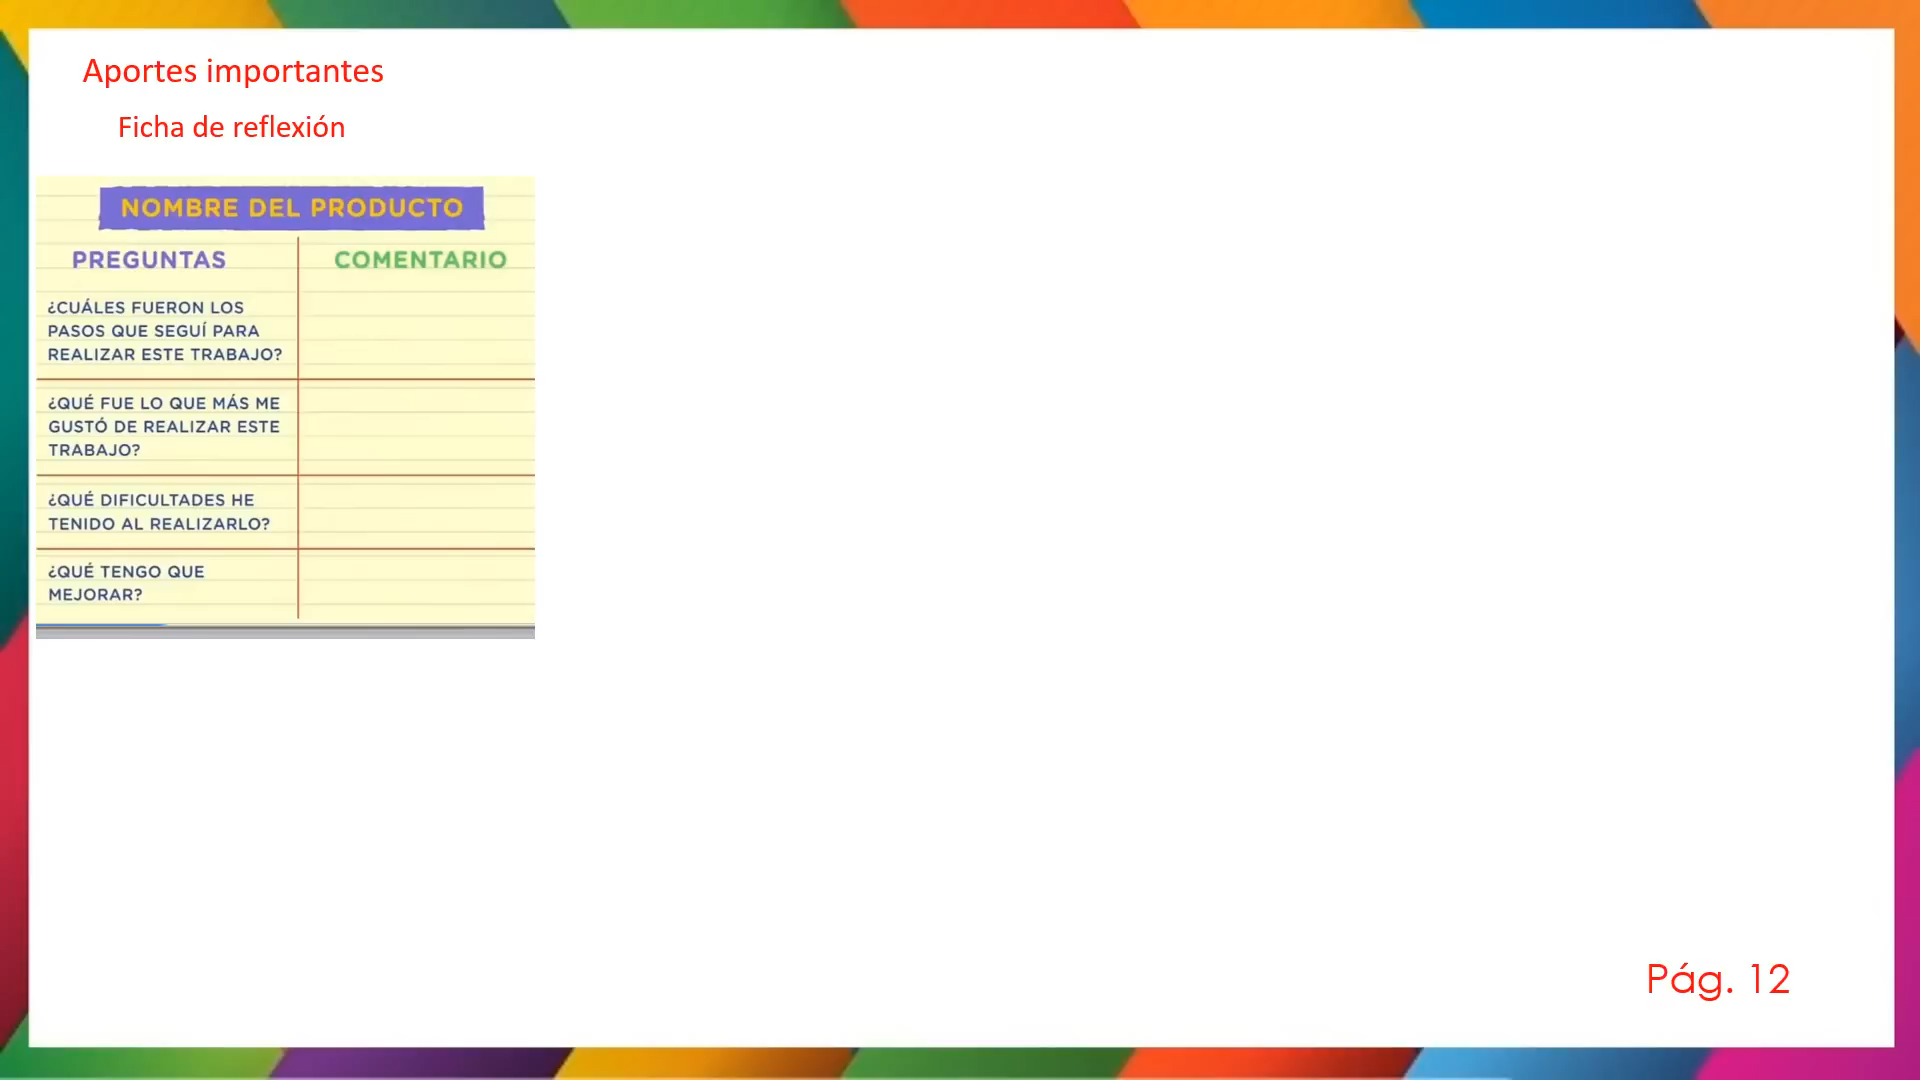 Aportes importantes
Ficha de reflexión
NOMBRE DEL PRODUCTO
PREGUNTAS
COMENTARIO
¿CUÁLES FUERON LOS
PASOS QUE SEGUÍ PARA
REALIZAR ESTE TRABAJO?
¿QUÉ FUE LO QUE MÁS ME
GUSTÓ DE REALIZAR ESTE
TRABAJO?
¿QUÉ DIFICULTADES HE
TENIDO AL REALIZARLO?
¿QUÉ TENGO QUE
MEJORAR?
Pág. 12